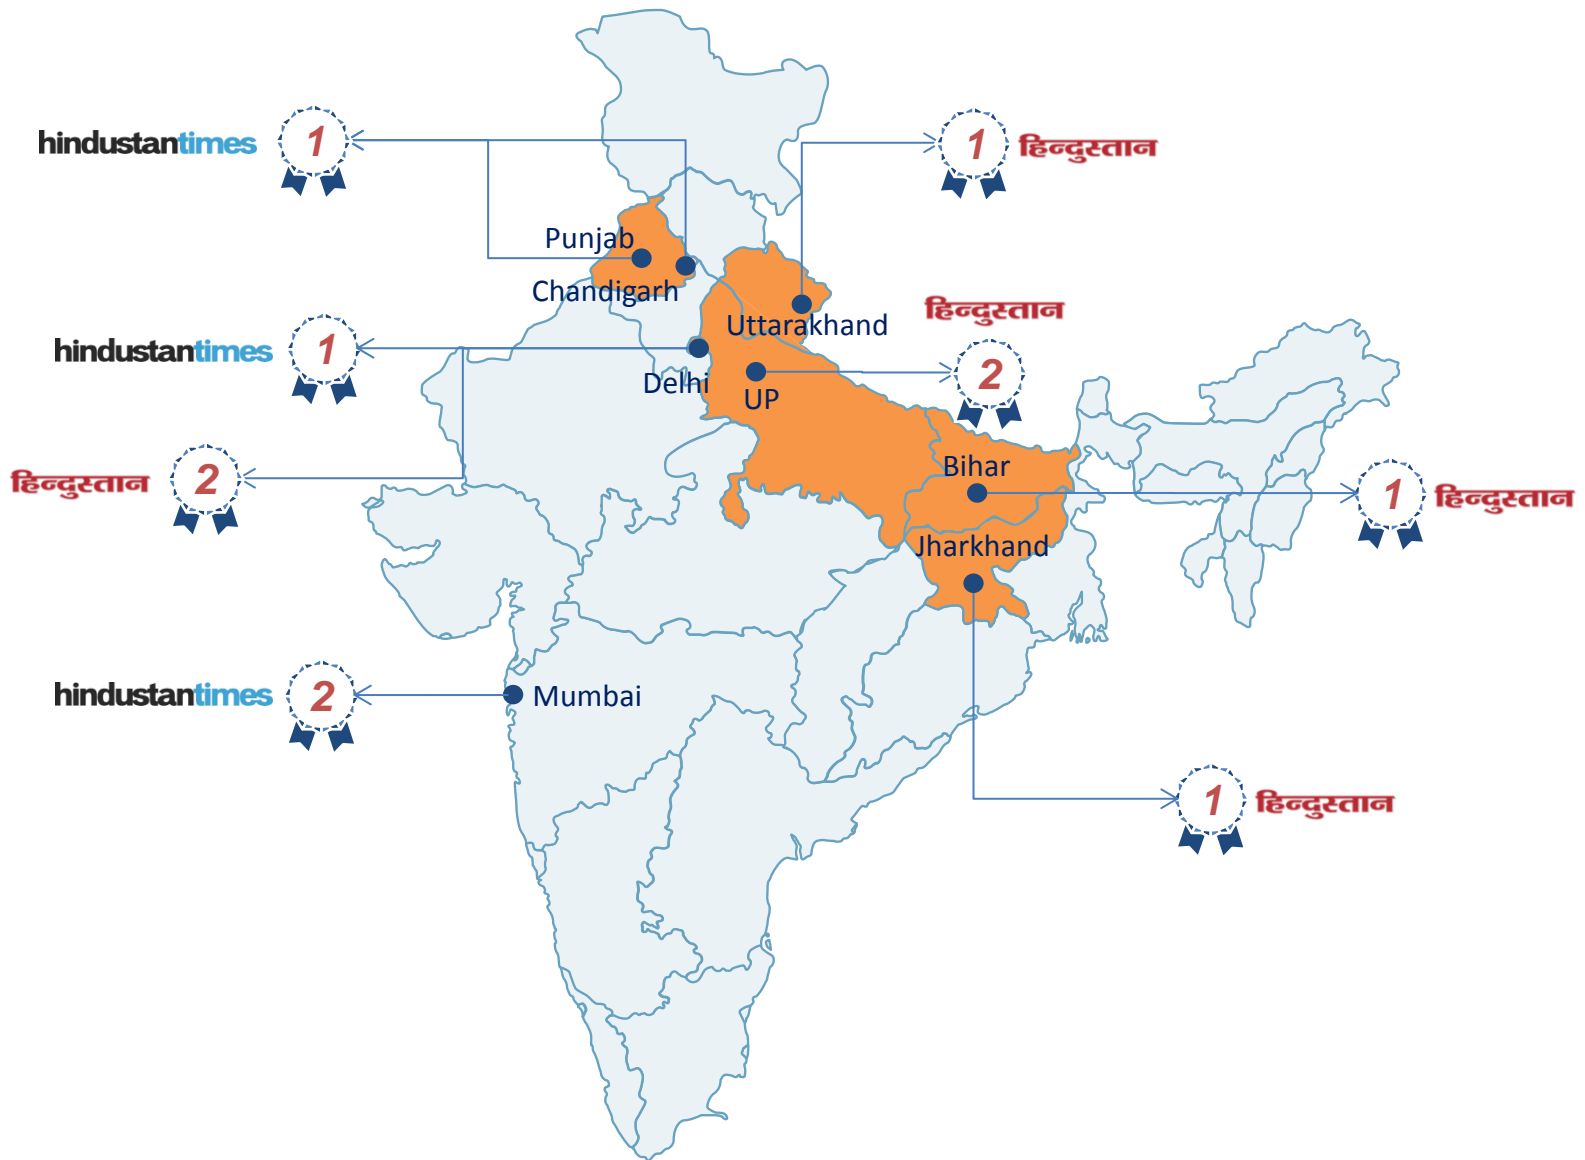 hindustantimes 1
1 हिन्दुस्तान
Punjab
Chandigarh
हिन्दुस्तान
Uttarakhand
hindustantimes 1
2
Delhi
UP
हिन्दुस्तान 2
Bihar
1 हिन्दुस्तान
Jharkhand
hindustantimes 2
Mumbai
1 हिन्दुस्तान